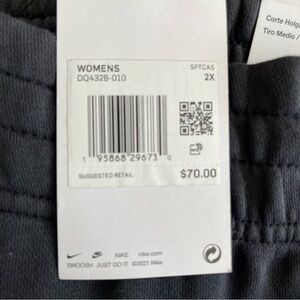 Corte Holg
Tiro Medio /
WOMENS
SPTCAS
DQ4326-010
2X
1 95868 29673 0
SUGGESTED RETAIL
$70.00
NIKE nike.com
SWOOSH JUST DO IT ©2021 Nike